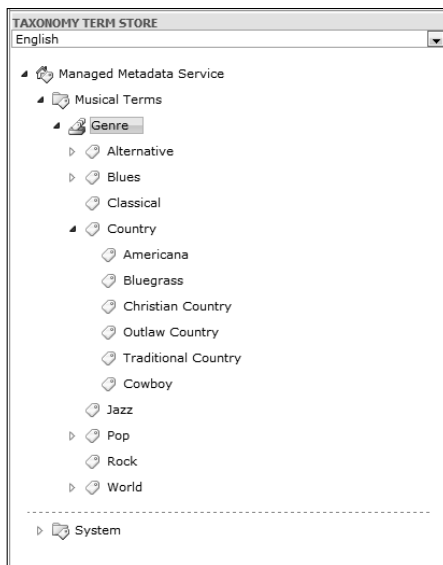 TAXONOMY TERM STORE
English
Managed Metadata Service
Musical Terms
Genre
Alternative
Blues
Classical
Country
Americana
Bluegrass
Christian Country
Outlaw Country
Traditional Country
Cowboy
Jazz
Pop
Rock
World
System